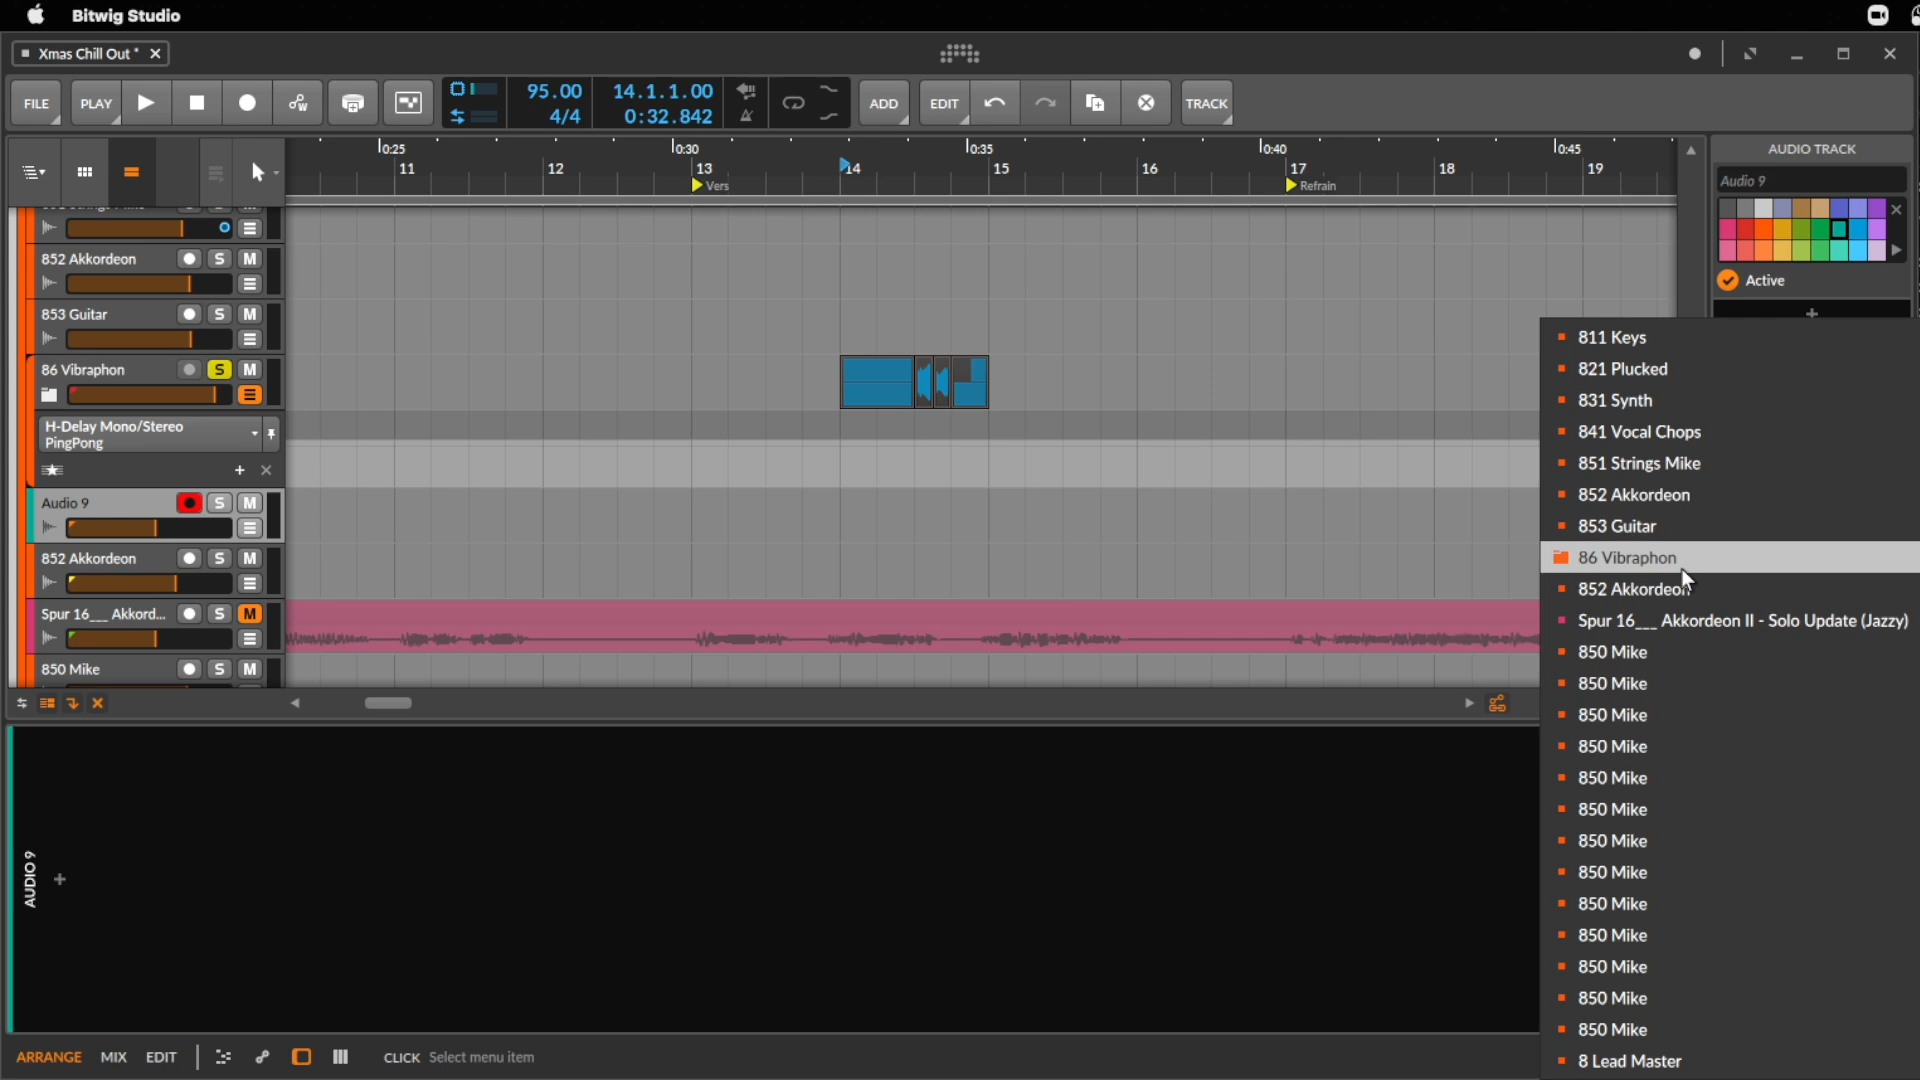 Bitwig Studio
Xmas Chill Out *
FILE PLAY 95.00 14.1.1.00 ADD EDIT TRACK
4/4 0:32.842
0:25 0:30 0:35 0:40 0:45
11 12 13 14 15 16 17 18 19
Vers Refrain
AUDIO TRACK
Audio 9
Active
852 Akkordeon S M
853 Guitar S M
86 Vibraphon S M
H-Delay Mono/Stereo
PingPong
Audio 9 S M
852 Akkordeon S M
Spur 16___ Akkord... S M
850 Mike S M
811 Keys
821 Plucked
831 Synth
841 Vocal Chops
851 Strings Mike
852 Akkordeon
853 Guitar
86 Vibraphon
852 Akkordeon
Spur 16___ Akkordeon II - Solo Update (Jazzy)
850 Mike
850 Mike
850 Mike
850 Mike
850 Mike
850 Mike
850 Mike
850 Mike
850 Mike
850 Mike
850 Mike
850 Mike
850 Mike
8 Lead Master
AUDIO 9
ARRANGE MIX EDIT CLICK Select menu item